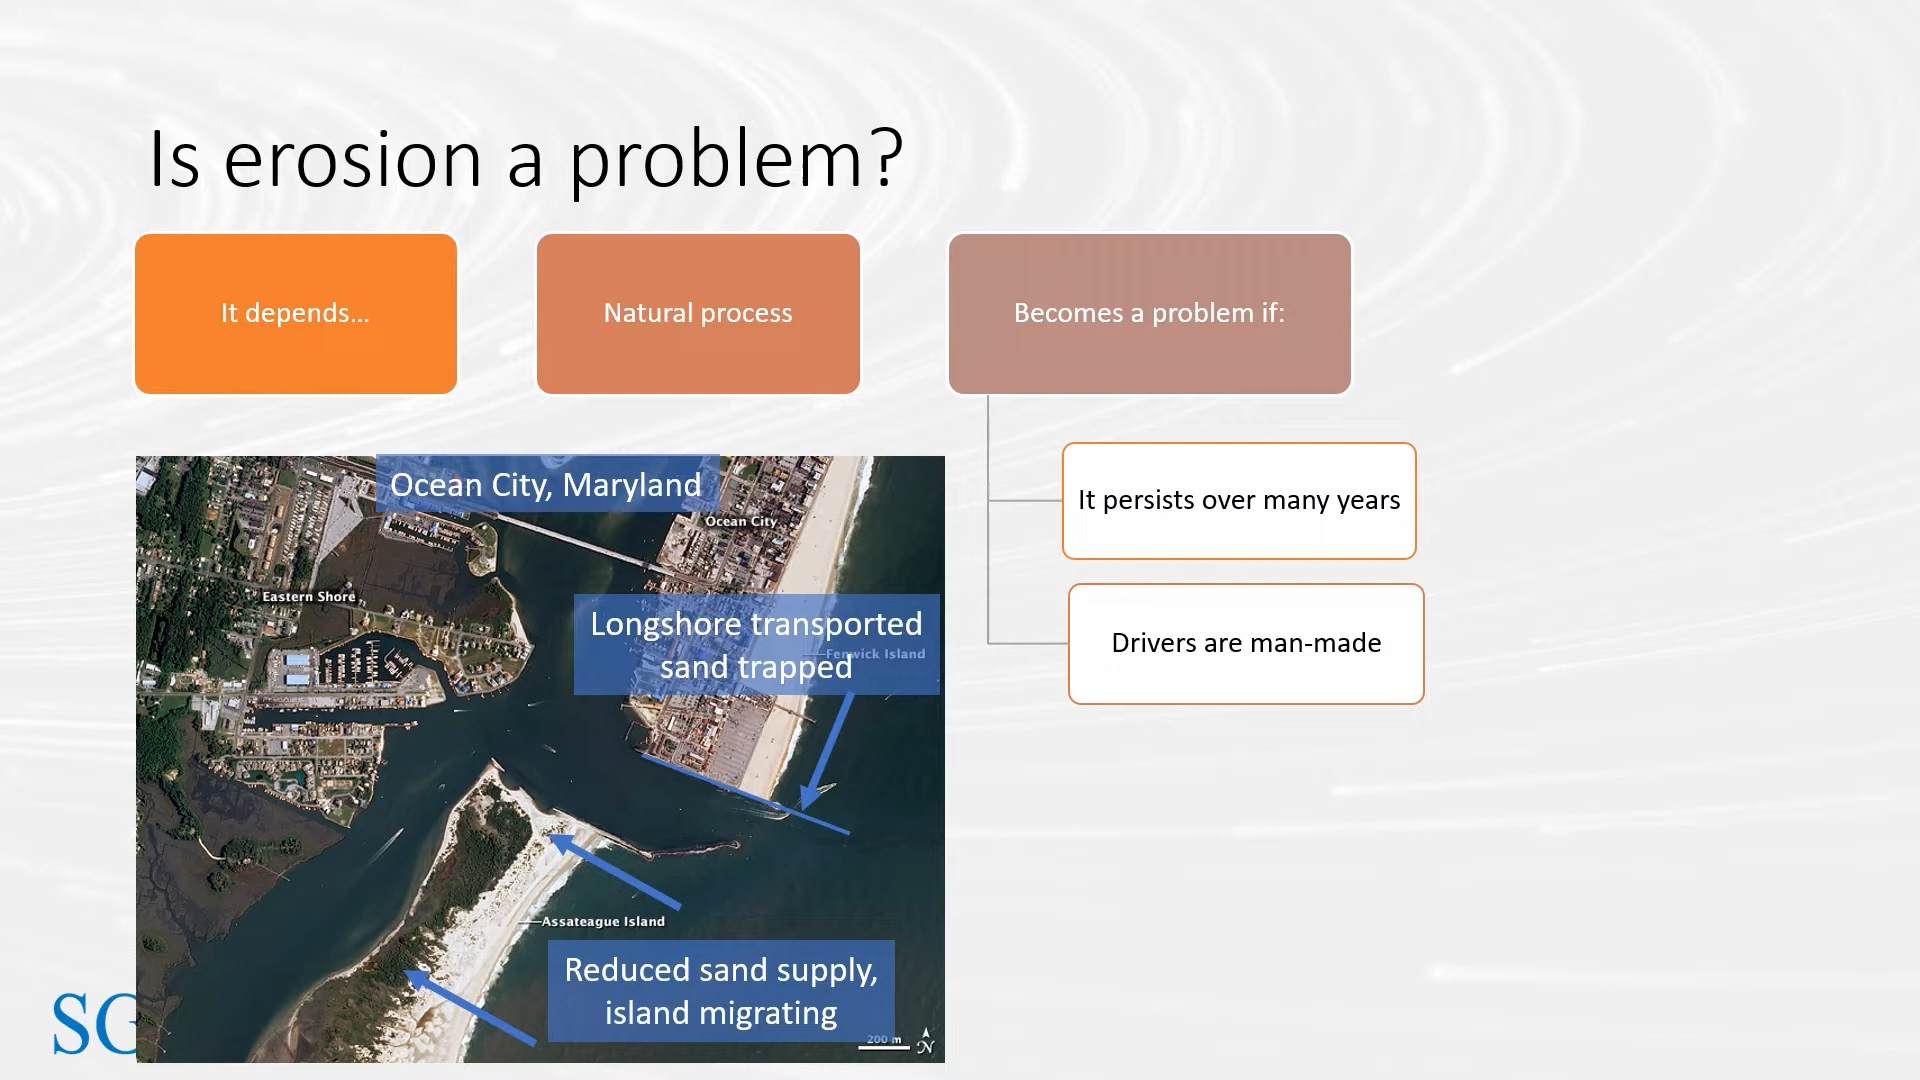 Is erosion a problem?
It depends...
Natural process
Becomes a problem if:
It persists over many years
Drivers are man-made
Ocean City, Maryland
Ocean City
Eastern Shore
Longshore transported
sand trapped
Fenwick Island
Assateague Island
Reduced sand supply,
island migrating
200 m
N